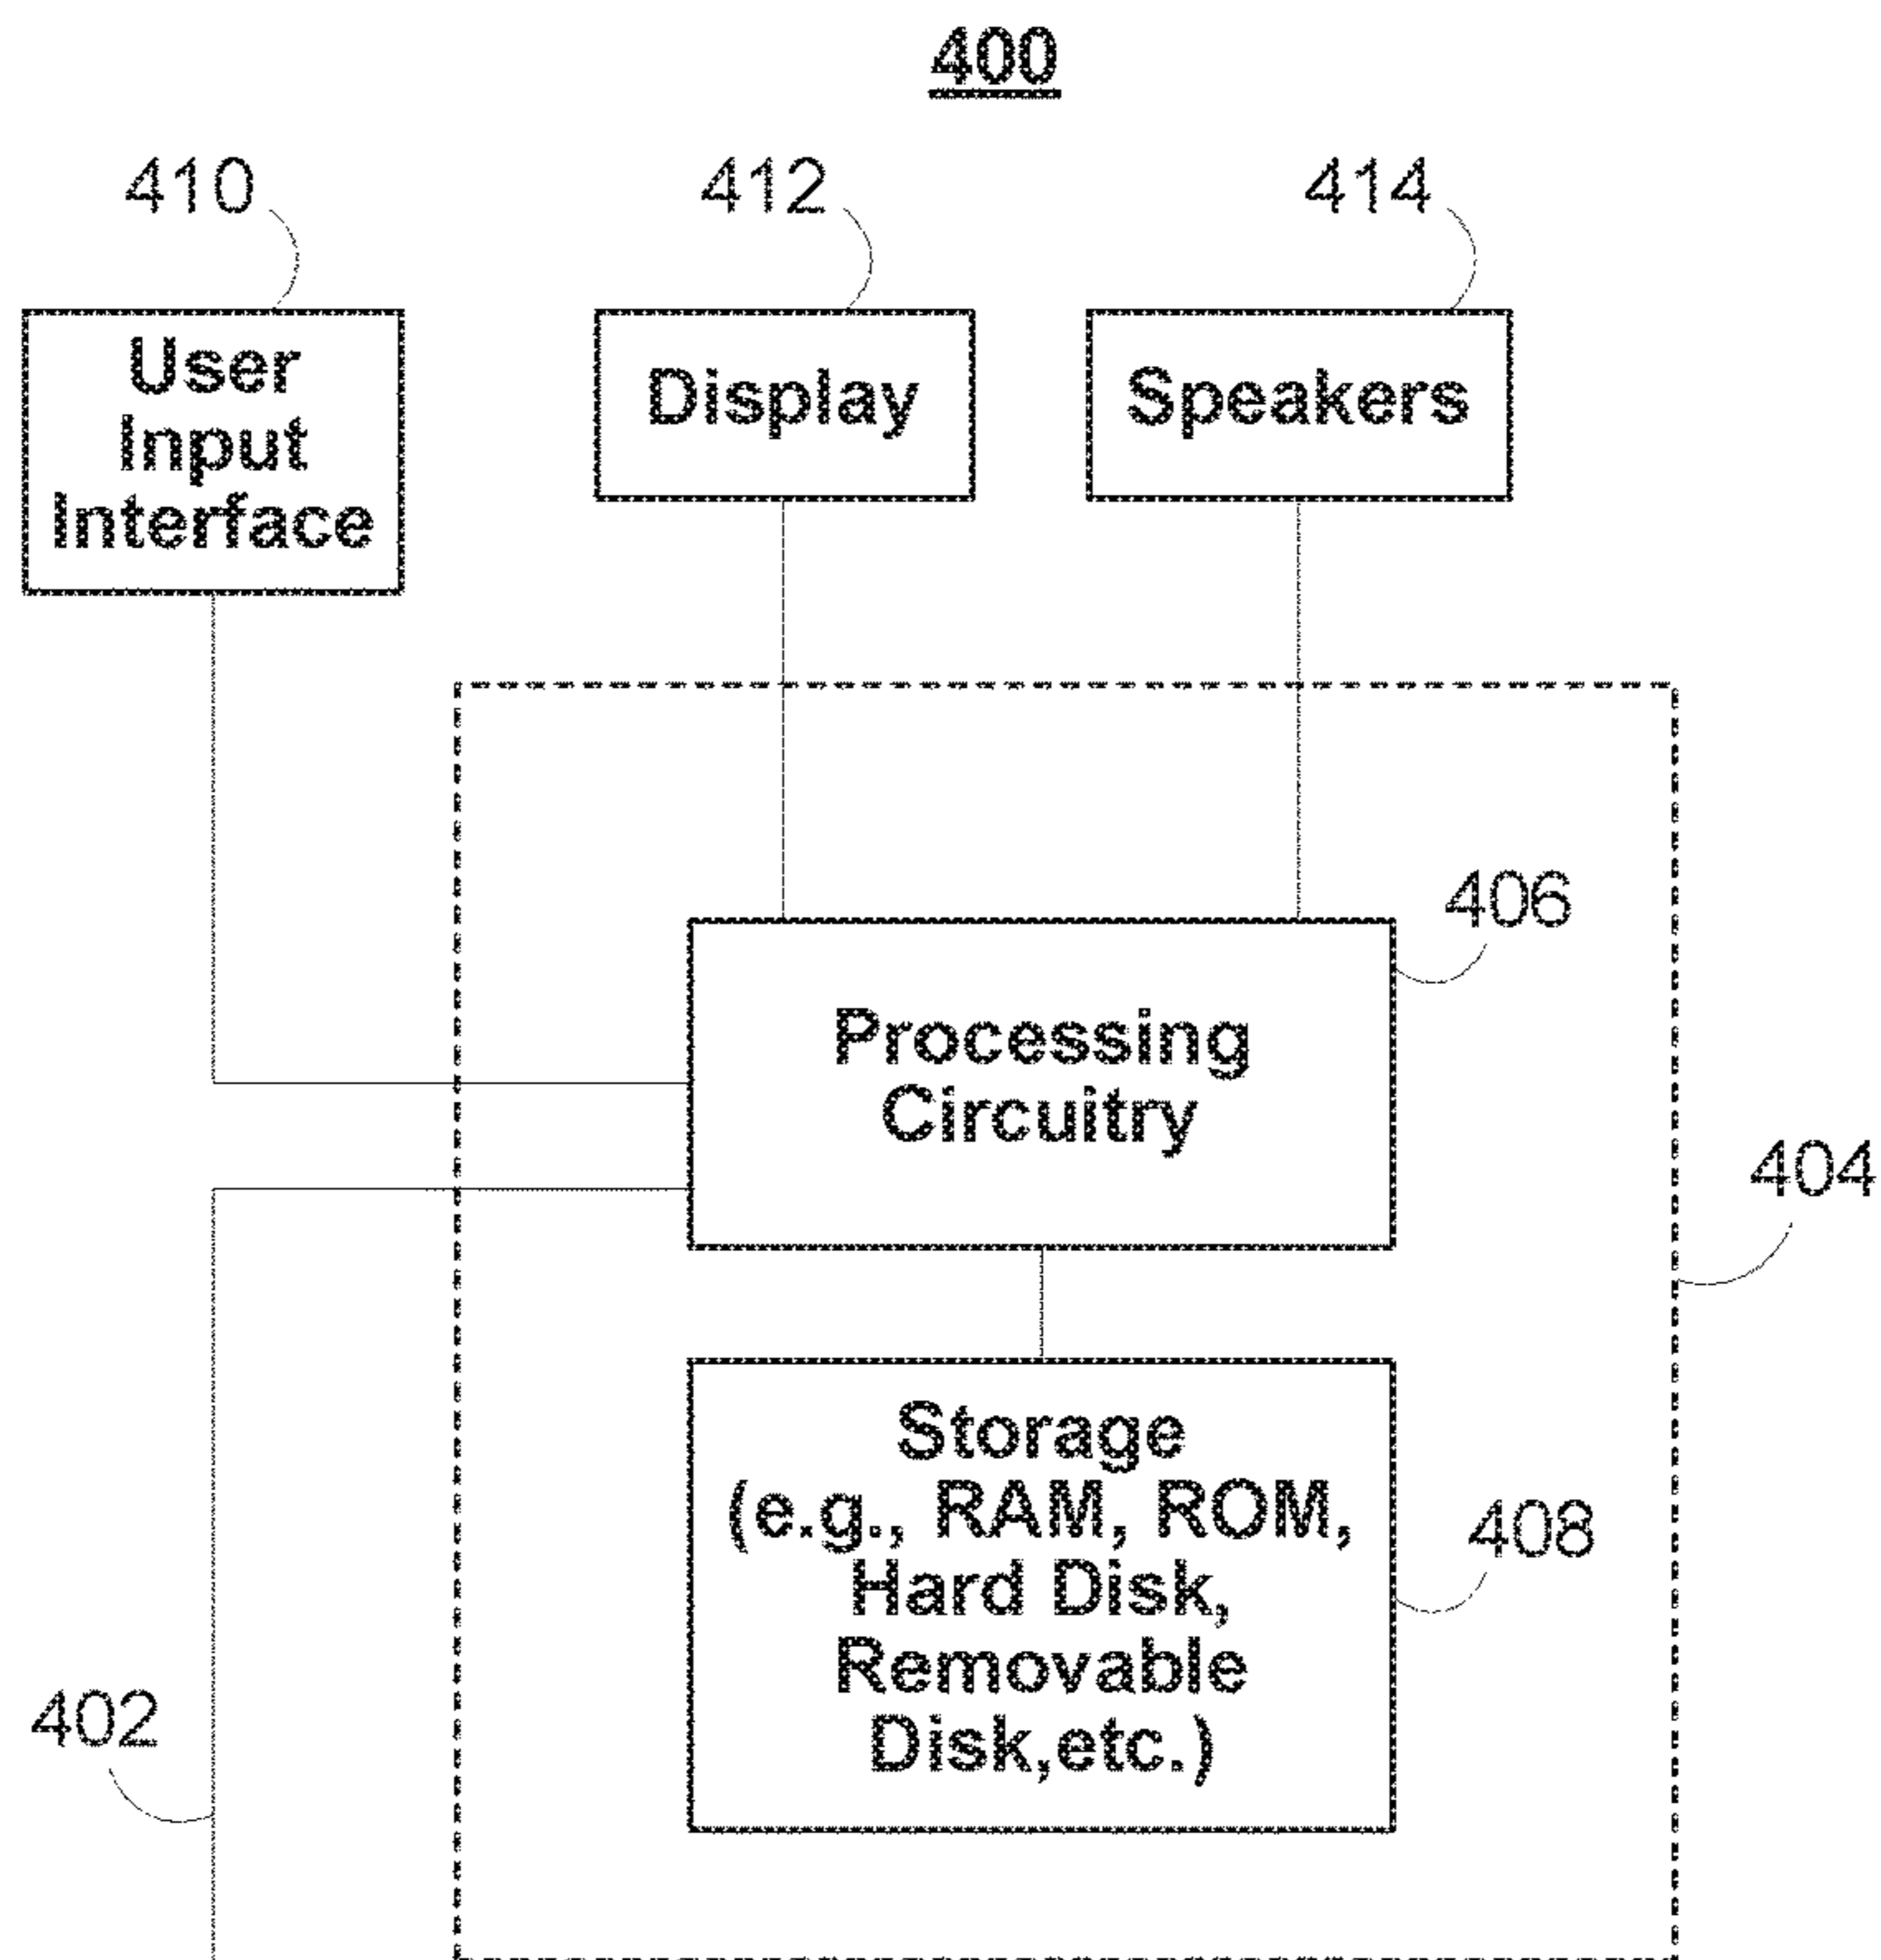 400
410
412
414
User
Input
Interface
Display
Speakers
406
Processing
Circuitry
404
Storage
(e.g., RAM, ROM,
Hard Disk,
Removable
Disk,etc.)
408
402